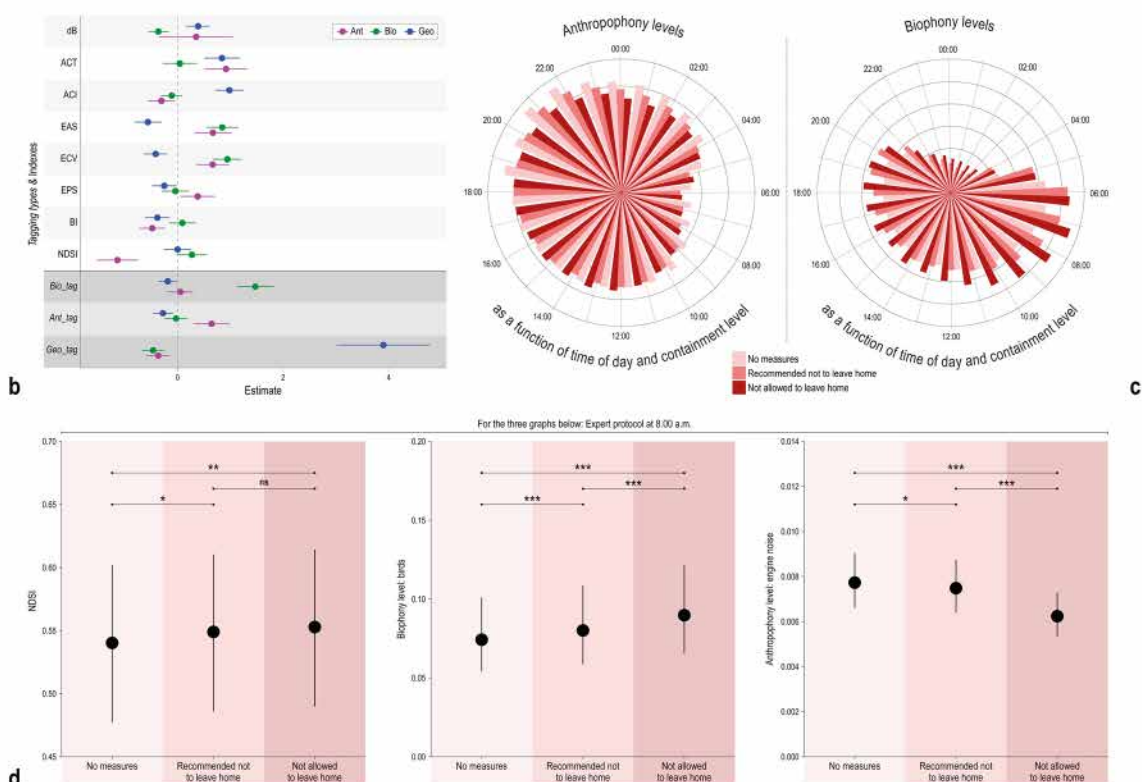 dB
ACT
ACI
EAS
ECV
EPS
BI
NDSI
Bio_tag
Ant_tag
Geo_tag
Tagging types & Indexes
Ant Bio Geo
0 2 4
Estimate
b
Anthropophony levels
00:00
02:00
04:00
06:00
08:00
10:00
12:00
14:00
16:00
18:00
20:00
22:00
as a function of time of day and containment level
Biophony levels
00:00
02:00
04:00
06:00
08:00
10:00
12:00
14:00
16:00
18:00
20:00
22:00
as a function of time of day and containment level
No measures
Recommended not to leave home
Not allowed to leave home
c
For the three graphs below: Expert protocol at 8.00 a.m.
0.70
0.65
0.60
0.55
0.50
0.45
NDSI
**
ns
*
No measures
Recommended not
to leave home
Not allowed
to leave home
0.20
0.15
0.10
0.05
0.00
Biophony level: birds
***
***
***
No measures
Recommended not
to leave home
Not allowed
to leave home
0.014
0.012
0.010
0.008
0.006
0.004
0.002
0.000
Anthropophony level: engine noise
***
***
*
No measures
Recommended not
to leave home
Not allowed
to leave home
d